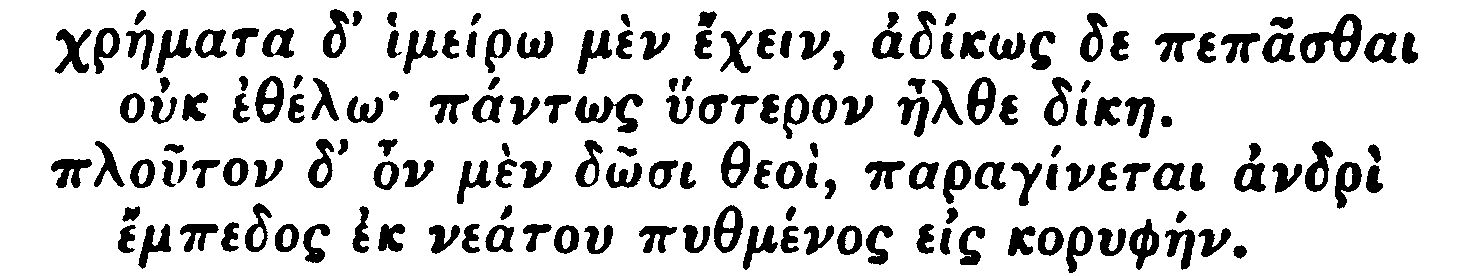 χρήματα δ’ ἱμείρω μὲν ἔχειν, ἀδίκως δε πεπᾶσθαι
οὐκ ἐθέλω· πάντως ὕστερον ἦλθε δίκη.
πλοῦτον δ’ ὃν μὲν δῶσι θεοὶ, παραγίνεται ἀνδρὶ
ἔμπεδος ἐκ νεάτου πυθμένος εἰς κορυφήν.